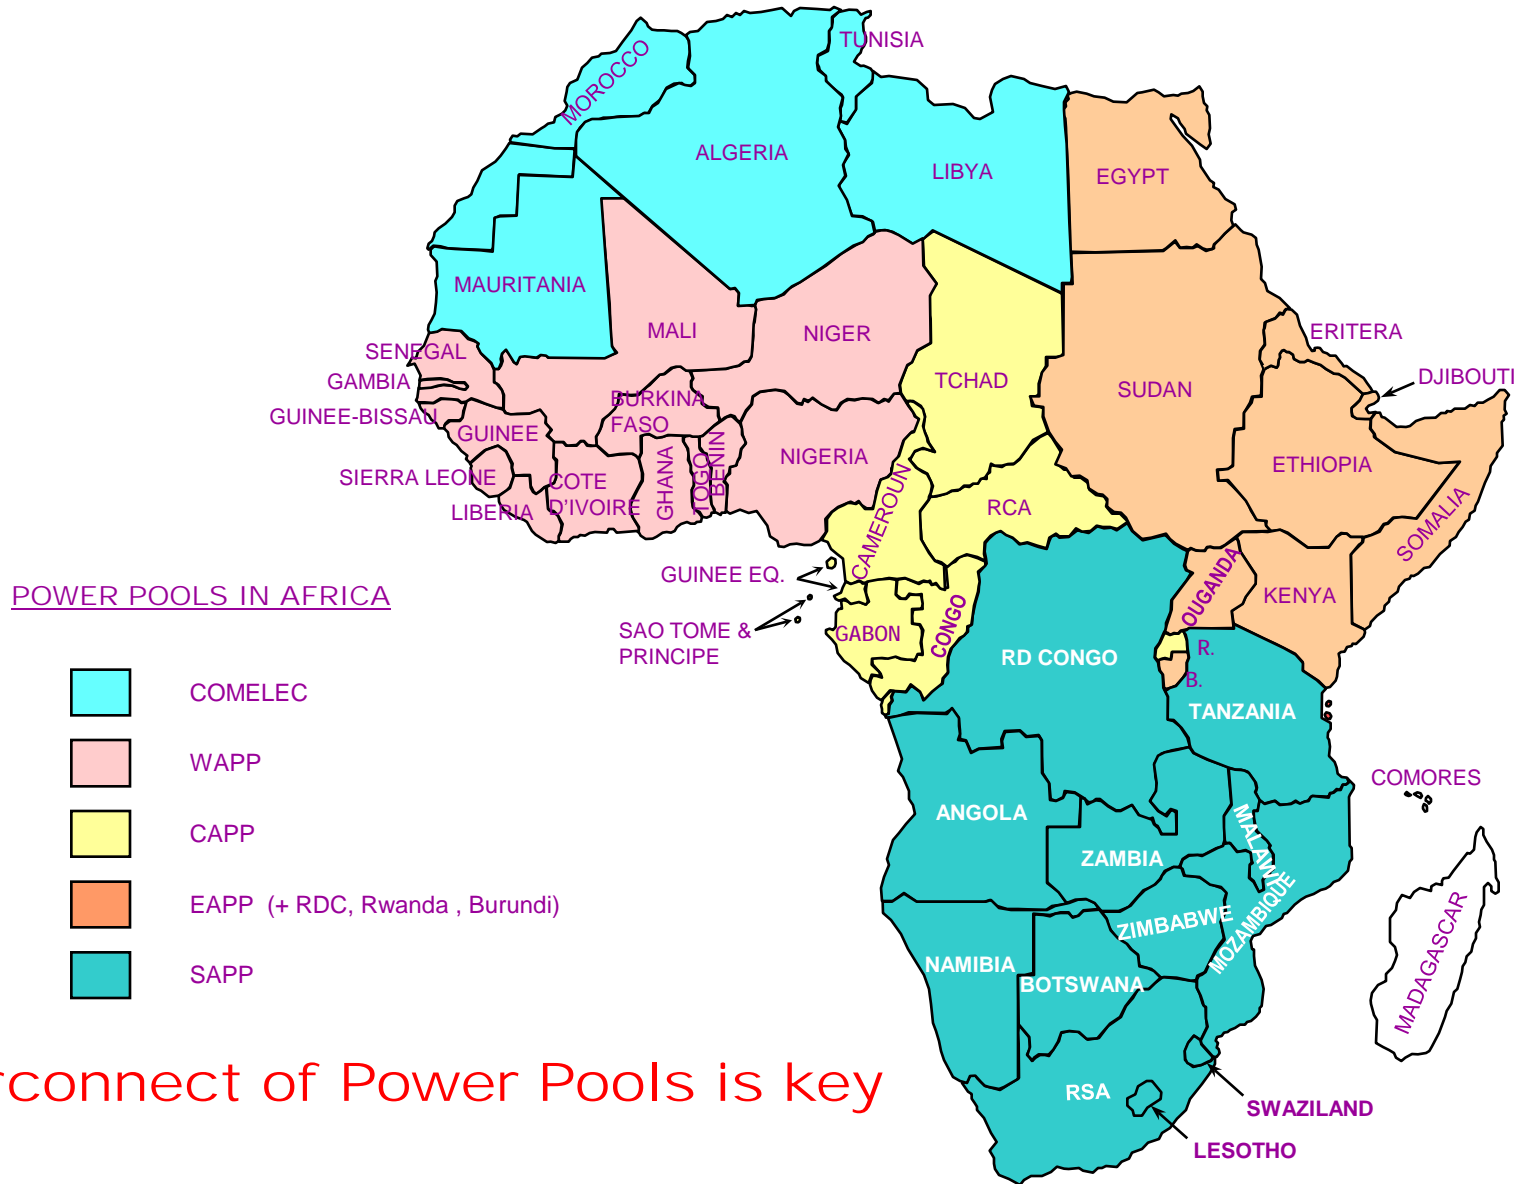 TUNISIA
MOROCCO
ALGERIA
LIBYA
EGYPT
MAURITANIA
MALI
NIGER
TCHAD
SUDAN
ERITERA
DJIBOUTI
SENEGAL
GAMBIA
GUINEE-BISSAU
GUINEE
SIERRA LEONE
LIBERIA
COTE
D'IVOIRE
BURKINA
FASO
GHANA
TOGO
BENIN
NIGERIA
CAMEROUN
RCA
ETHIOPIA
SOMALIA
GUINEE EQ.
SAO TOME &
PRINCIPE
GABON
CONGO
RD CONGO
OUGANDA
KENYA
R.
B.
TANZANIA
COMORES
ANGOLA
ZAMBIA
MALAWI
MOZAMBIQUE
ZIMBABWE
NAMIBIA
BOTSWANA
MADAGASCAR
RSA
SWAZILAND
LESOTHO
POWER POOLS IN AFRICA
COMELEC
WAPP
CAPP
EAPP (+ RDC, Rwanda , Burundi)
SAPP
rconnect of Power Pools is key